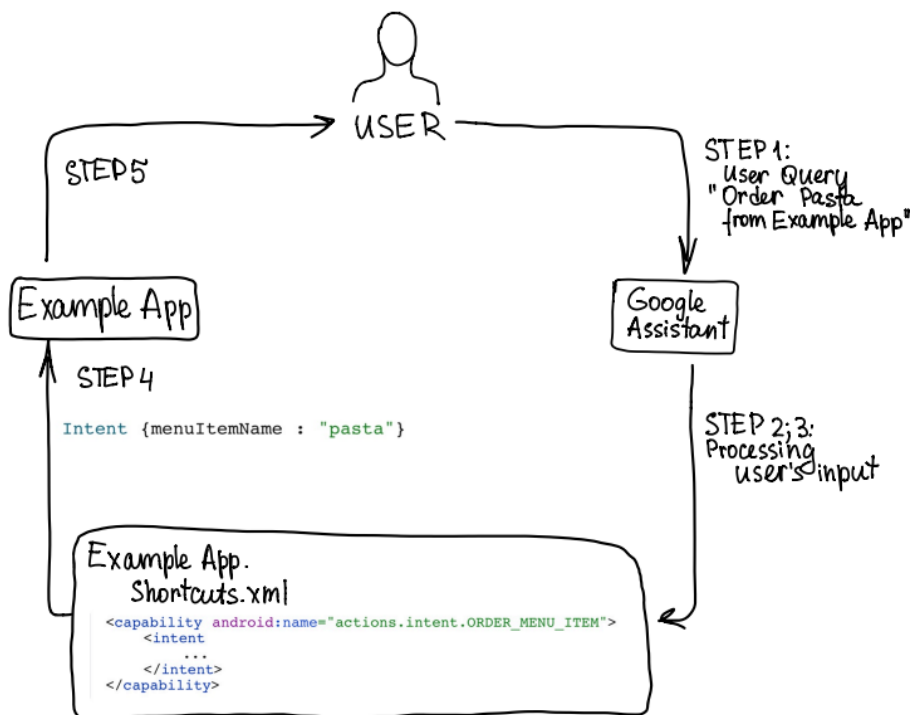 USER
STEP 5
STEP 1:
User Query
"Order Pasta
from Example App"
Example App
Google
Assistant
STEP 4
Intent {menuItemName : "pasta"}
STEP 2;3:
Processing
user's input
Example App.
Shortcuts.xml
<capability android:name="actions.intent.ORDER_MENU_ITEM">
<intent
...
</intent>
</capability>